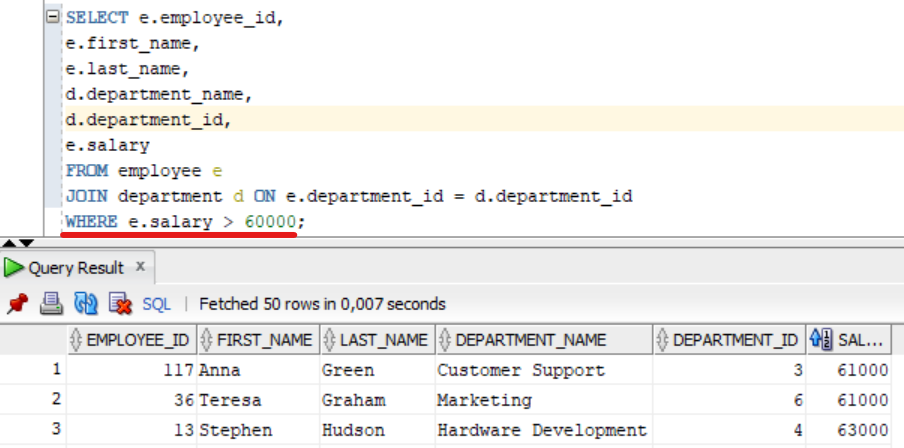 SELECT e.employee_id,
e.first_name,
e.last_name,
d.department_name,
d.department_id,
e.salary
FROM employee e
JOIN department d ON e.department_id = d.department_id
WHERE e.salary > 60000;
Query Result x
SQL | Fetched 50 rows in 0,007 seconds
EMPLOYEE_ID FIRST_NAME LAST_NAME DEPARTMENT_NAME DEPARTMENT_ID SAL...
1 117 Anna Green Customer Support 3 61000
2 36 Teresa Graham Marketing 6 61000
3 13 Stephen Hudson Hardware Development 4 63000